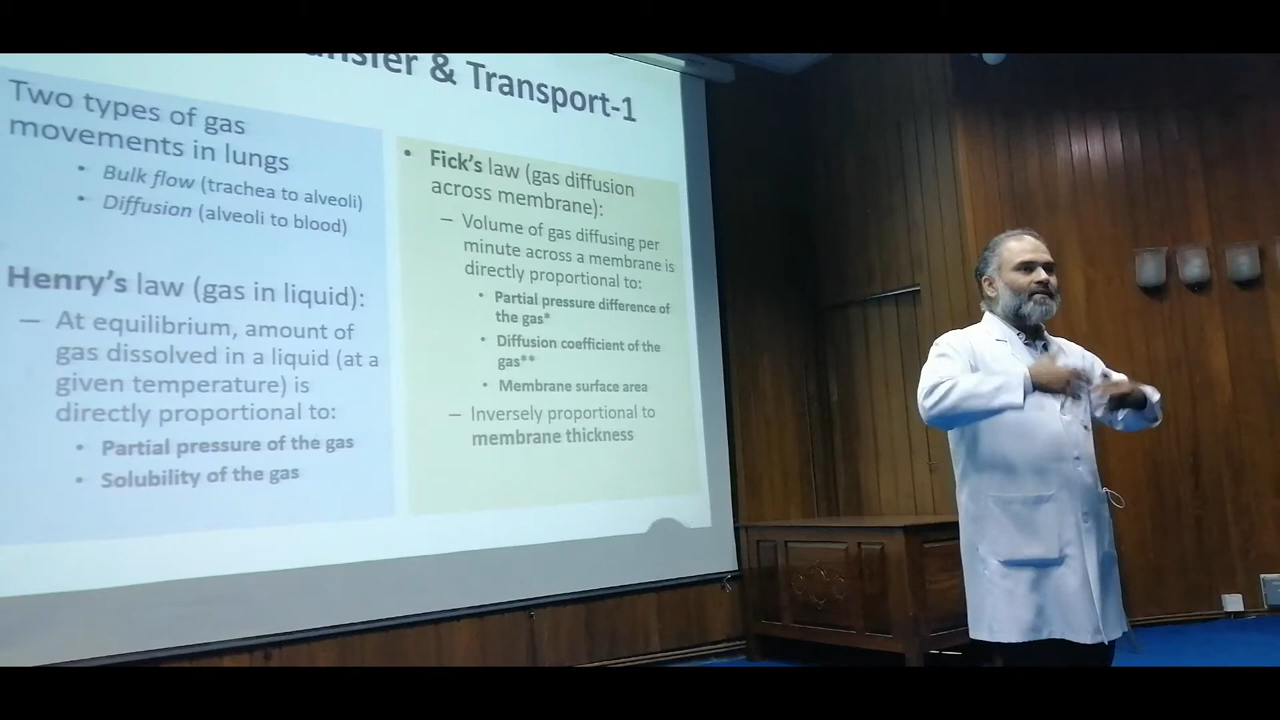 & Transport-1
Two types of gas
movements in lungs
• Bulk flow (trachea to alveoli)
• Diffusion (alveoli to blood)
Henry's law (gas in liquid):
– At equilibrium, amount of
gas dissolved in a liquid (at a
given temperature) is
directly proportional to:
• Partial pressure of the gas
• Solubility of the gas
• Fick's law (gas diffusion
across membrane):
– Volume of gas diffusing per
minute across a membrane is
directly proportional to:
• Partial pressure difference of
the gas*
• Diffusion coefficient of the
gas**
• Membrane surface area
– Inversely proportional to
membrane thickness